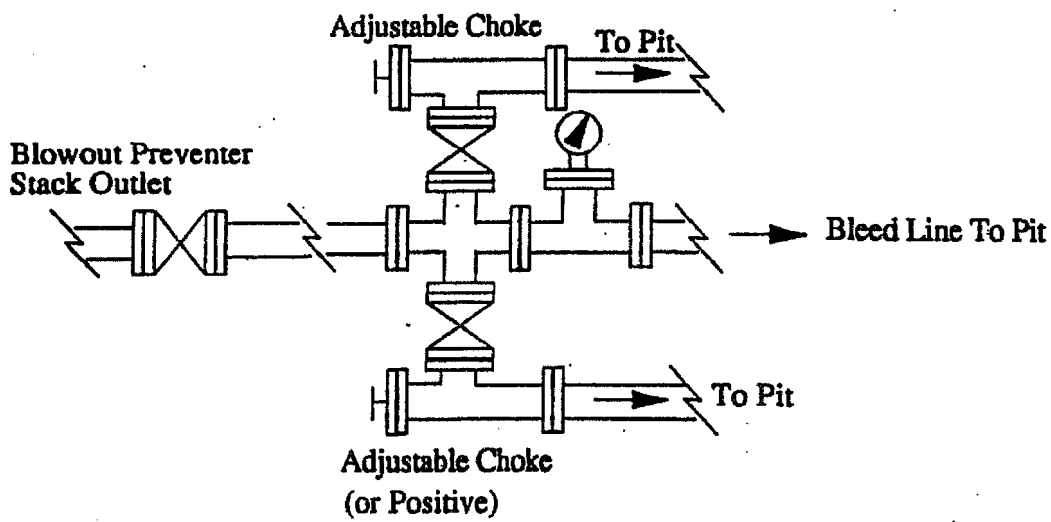 Adjustable Choke
To Pit
Blowout Preventer
Stack Outlet
Bleed Line To Pit
To Pit
Adjustable Choke
(or Positive)